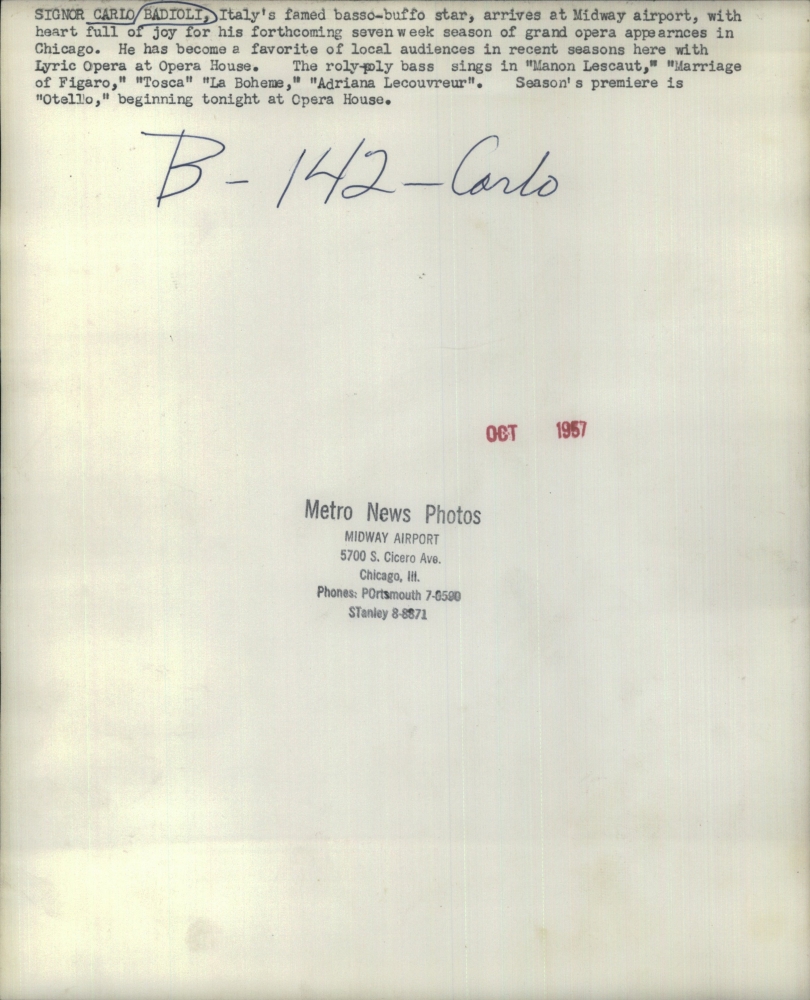 SIGNOR CARLO BADIOLI, Italy's famed basso-buffo star, arrives at Midway airport, with
heart full of joy for his forthcoming seven week season of grand opera appearnces in
Chicago. He has become a favorite of local audiences in recent seasons here with
Lyric Opera at Opera House. The roly-poly bass sings in "Manon Lescaut," "Marriage
of Figaro," "Tosca" "La Boheme," "Adriana Lecouvreur". Season's premiere is
"Otello," beginning tonight at Opera House.
B-142-Carlo
OCT 1957
Metro News Photos
MIDWAY AIRPORT
5700 S. Cicero Ave.
Chicago, Ill.
Phones: POrtsmouth 7-0590
STanley 8-8871